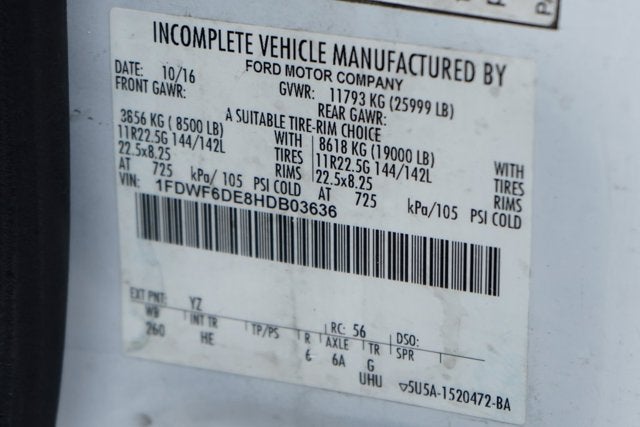 INCOMPLETE VEHICLE MANUFACTURED BY
FORD MOTOR COMPANY
DATE: 10/16 GVWR: 11793 KG (25999 LB)
FRONT GAWR: REAR GAWR:
A SUITABLE TIRE-RIM CHOICE
3856 KG ( 8500 LB) WITH 8618 KG (19000 LB) WITH
11R22.5G 144/142L TIRES 11R22.5G 144/142L TIRES
22.5x8.25 RIMS 22.5x8.25 RIMS
AT 725 kPa/ 105 PSI COLD AT 725 kPa/105 PSI COLD
VIN: 1FDWF6DE8HDB03636
EXT PNT: YZ RC: 56 DSO:
WB INT TR TP/PS R AXLE TR SPR
260 HE 6 6A G
UHU ▽5U5A-1520472-BA